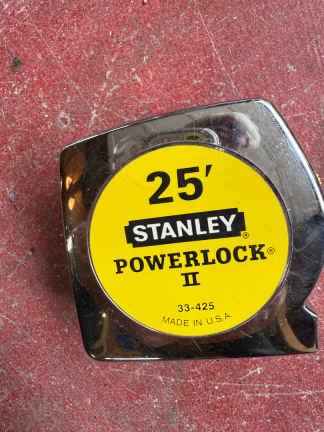 25'
STANLEY®
POWERLOCK®
II
33-425
MADE IN U.S.A.